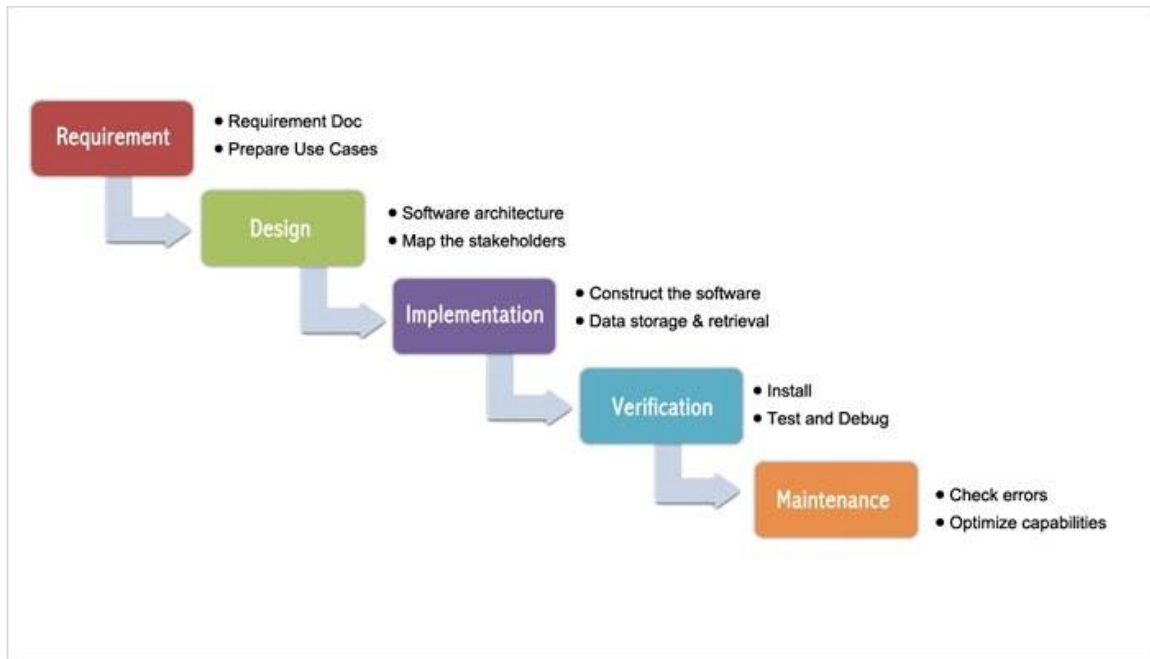 Requirement
• Requirement Doc
• Prepare Use Cases
Design
• Software architecture
• Map the stakeholders
Implementation
• Construct the software
• Data storage & retrieval
Verification
• Install
• Test and Debug
Maintenance
• Check errors
• Optimize capabilities